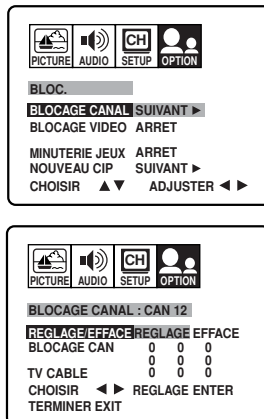 CH
PICTURE AUDIO SETUP OPTION
BLOC.
BLOCAGE CANAL SUIVANT ►
BLOCAGE VIDEO ARRET
MINUTERIE JEUX ARRET
NOUVEAU CIP SUIVANT ►
CHOISIR ▲▼ ADJUSTER ◄ ►
CH
PICTURE AUDIO SETUP OPTION
BLOCAGE CANAL : CAN 12
REGLAGE/EFFACE REGLAGE EFFACE
BLOCAGE CAN 0 0 0
0 0 0
TV CABLE 0 0 0
CHOISIR ◄ ► REGLAGE ENTER
TERMINER EXIT